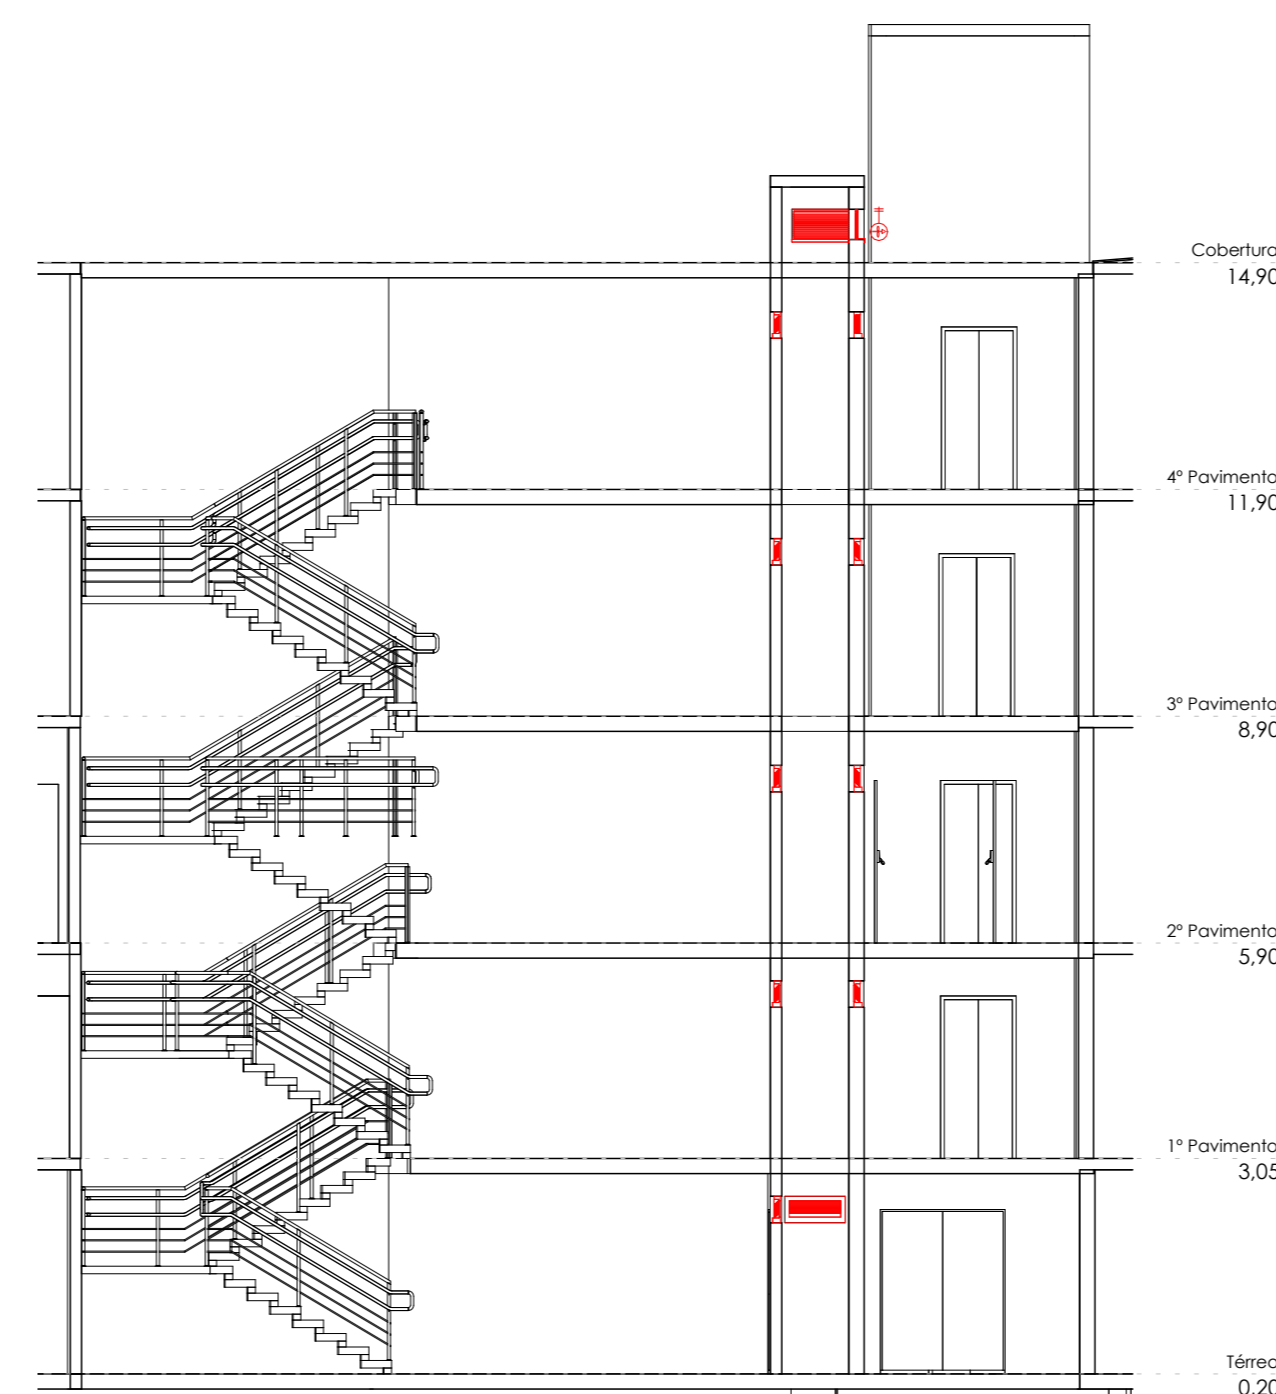 Cobertura
14,90
4º Pavimento
11,90
3º Pavimento
8,90
2º Pavimento
5,90
1º Pavimento
3,05
Térreo
0,20